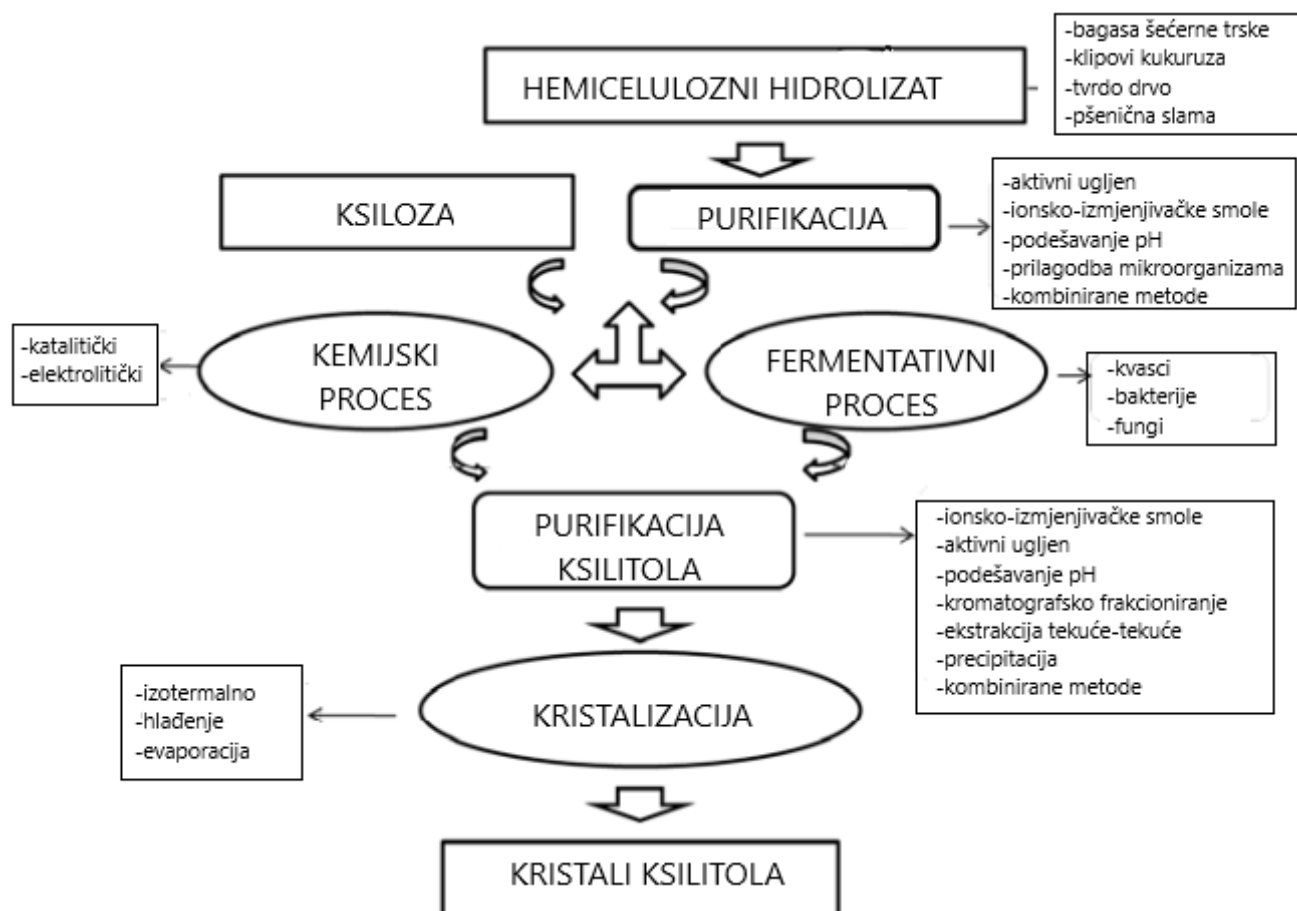 HEMICELULOZNI HIDROLIZAT
-bagasa šećerne trske
-klipovi kukuruza
-tvrdo drvo
-pšenična slama
KSILOZA
PURIFIKACIJA
-aktivni ugljen
-ionsko-izmjenjivačke smole
-podešavanje pH
-prilagodba mikroorganizama
-kombinirane metode
-katalitički
-elektrolitički
KEMIJSKI
PROCES
FERMENTATIVNI
PROCES
-kvasci
-bakterije
-fungi
PURIFIKACIJA
KSILITOLA
-ionsko-izmjenjivačke smole
-aktivni ugljen
-podešavanje pH
-kromatografsko frakcioniranje
-ekstrakcija tekuće-tekuće
-precipitacija
-kombinirane metode
-izotermalno
-hlađenje
-evaporacija
KRISTALIZACIJA
KRISTALI KSILITOLA